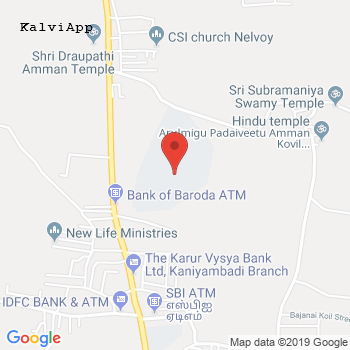 KalviApp
CSI church Nelvoy
Shri Draupathi
Amman Temple
Sri Subramaniya
Swamy Temple
Hindu temple
Arulmigu Padaiveetu Amman
Kovil...
Bank of Baroda ATM
New Life Ministries
The Karur Vysya Bank
Ltd, Kaniyambadi Branch
IDFC BANK & ATM
SBI ATM
எஸ்பிஐ
ஏடிஎம்
Bajanai Koil Street
Google
Map data ©2019 Google